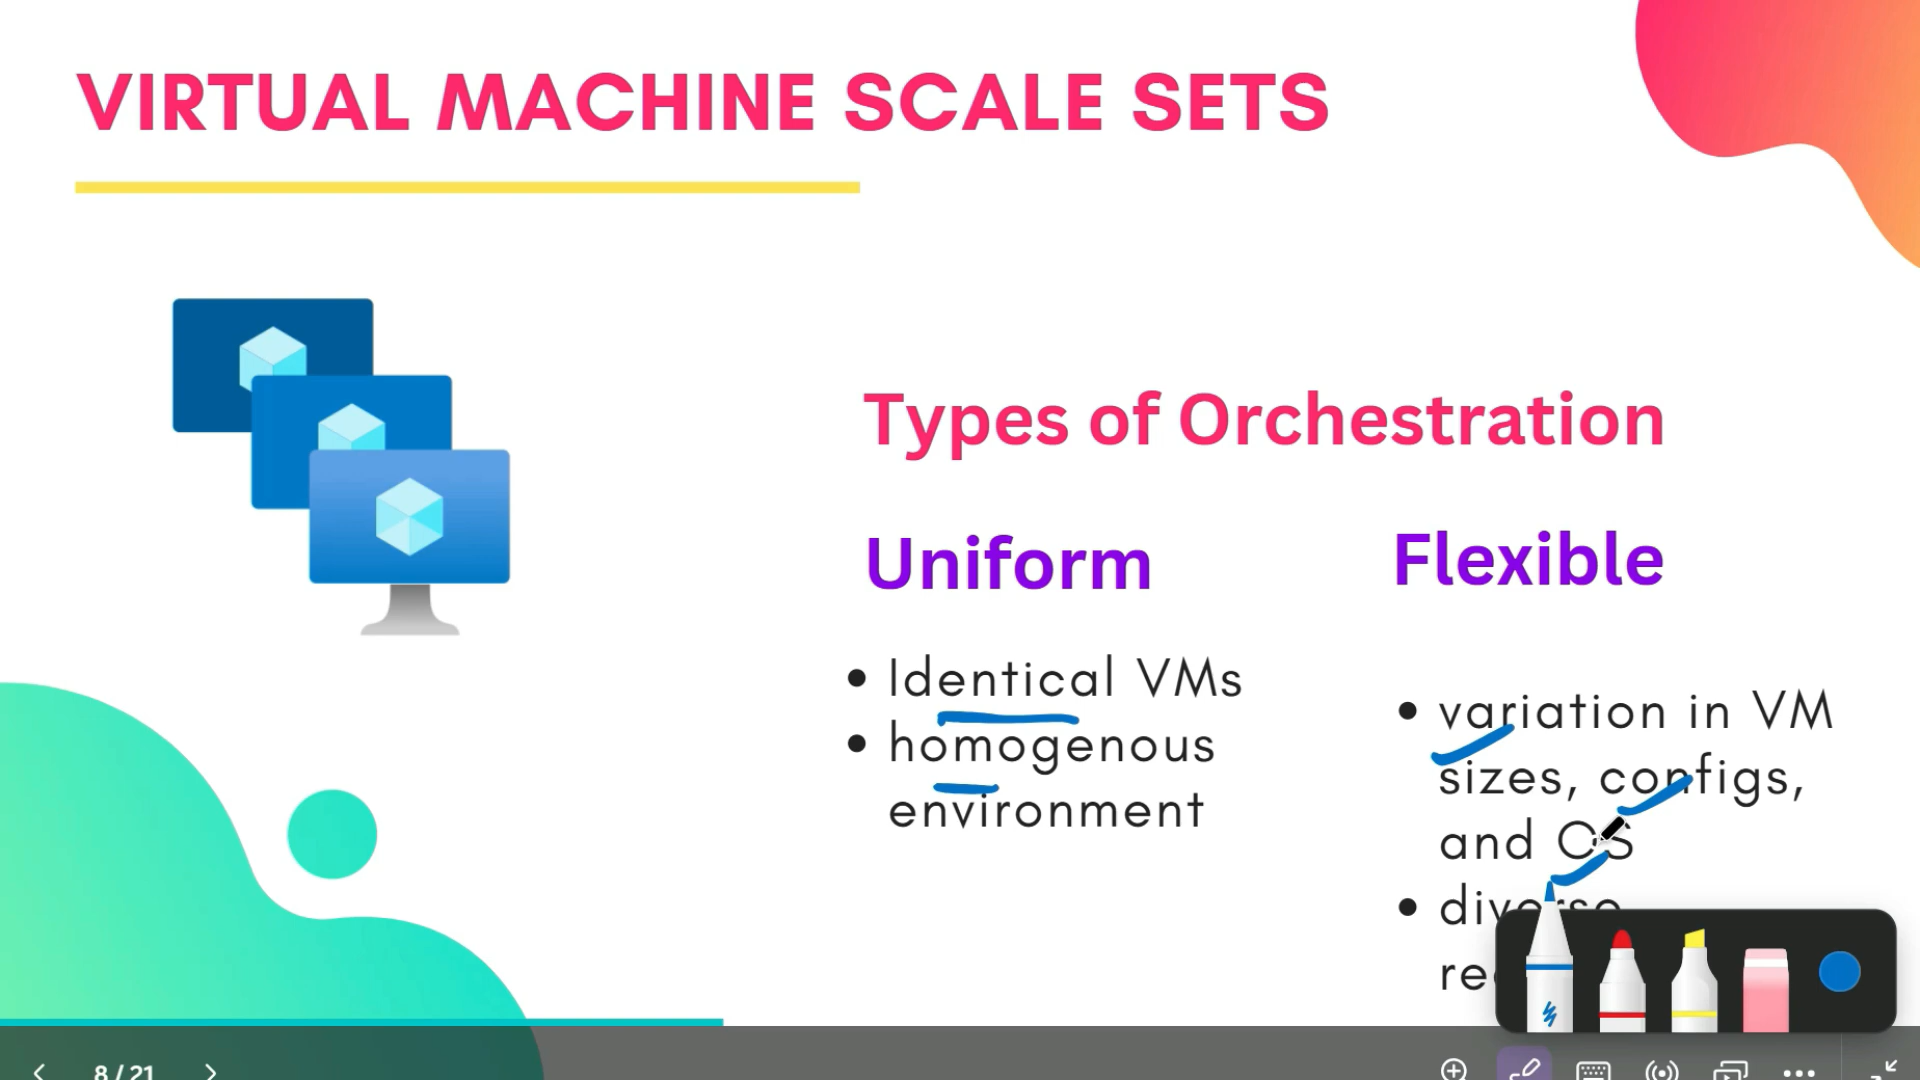 VIRTUAL MACHINE SCALE SETS
Types of Orchestration
Uniform
Identical VMs
homogenous
environment
Flexible
variation in VM
sizes, configs,
and OS
diverse
8 / 21